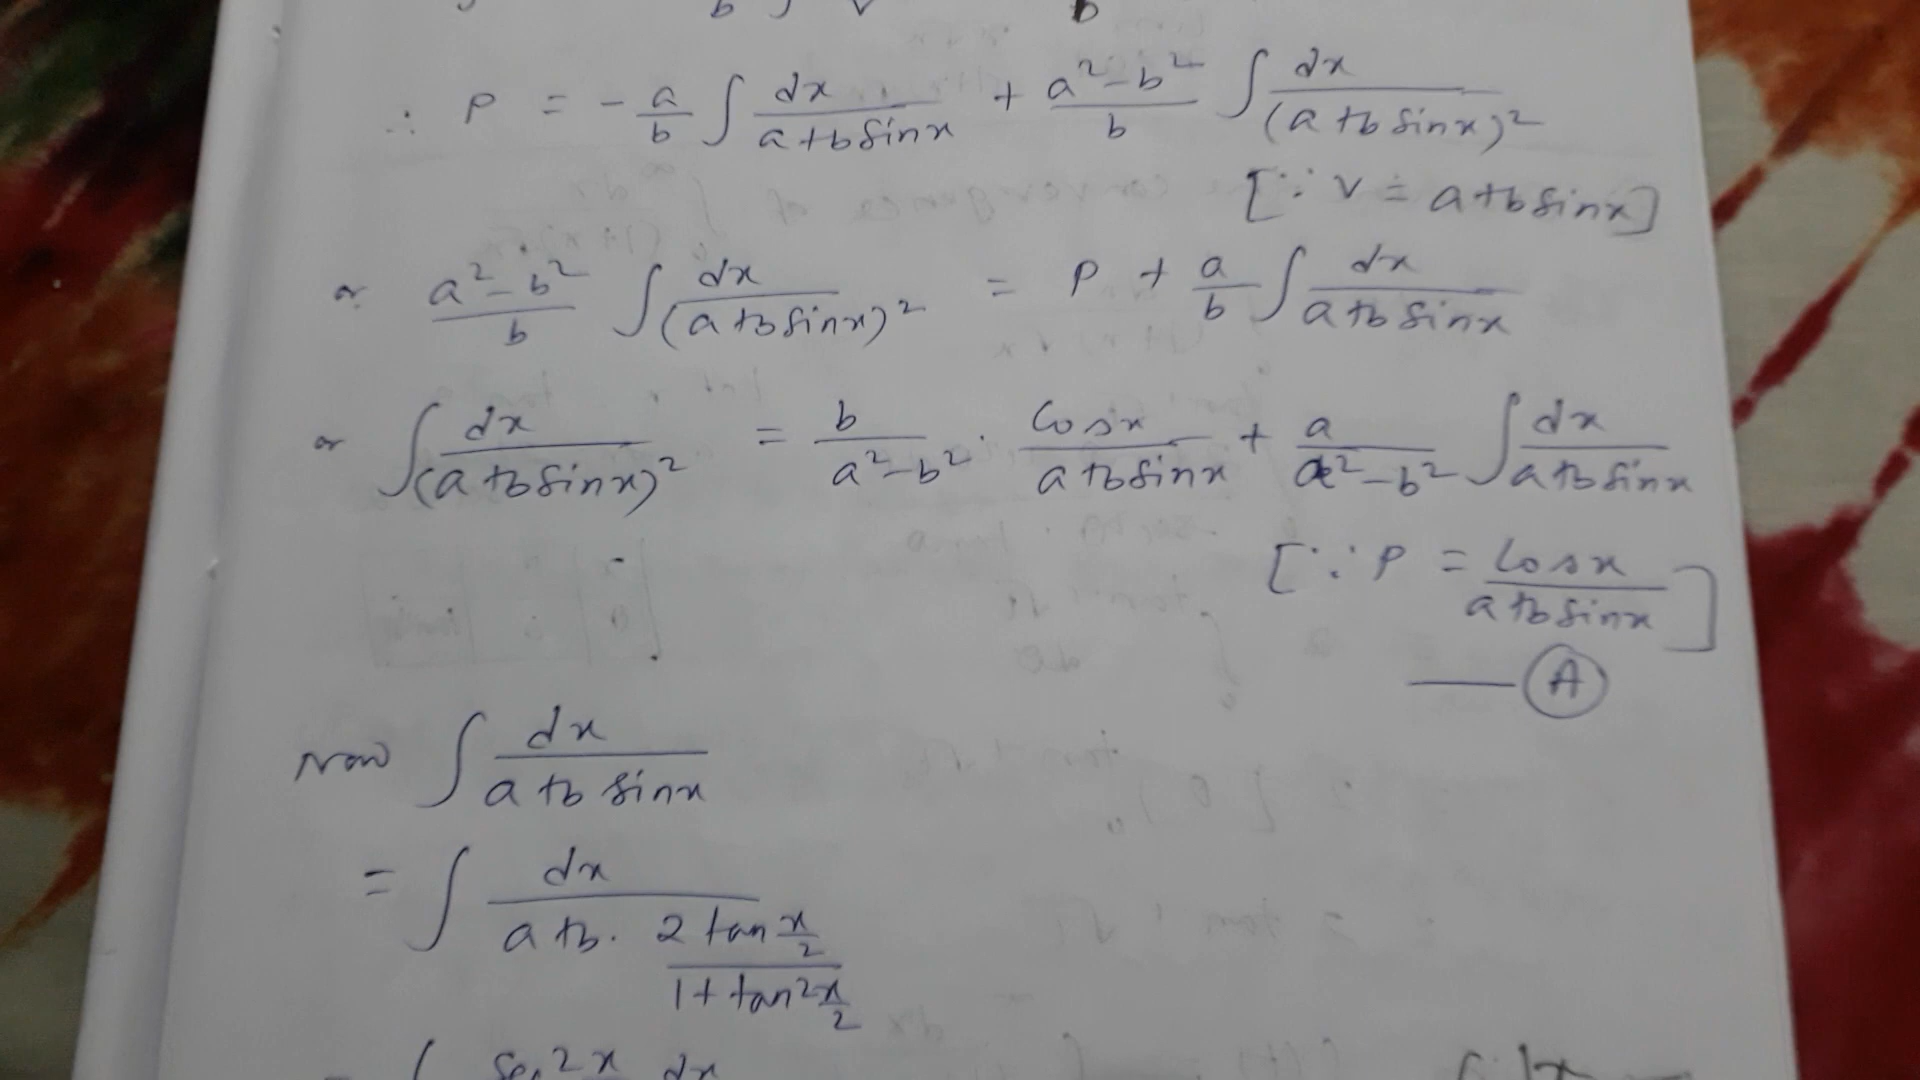 ∴ P = - a/b ∫ dx/(a+b sinx) + (a²-b²)/b ∫ dx/(a+b sinx)²
[∵ v = a+b sinx]
or (a²-b²)/b ∫ dx/(a+b sinx)² = P + a/b ∫ dx/(a+b sinx)
or ∫ dx/(a+b sinx)² = b/(a²-b²) · cosx/(a+b sinx) + a/(a²-b²) ∫ dx/(a+b sinx)
[∵ P = cosx/(a+b sinx)]
— (A)
Now ∫ dx/(a+b sinx)
= ∫ dx/(a+b · (2 tan x/2)/(1+tan² x/2))